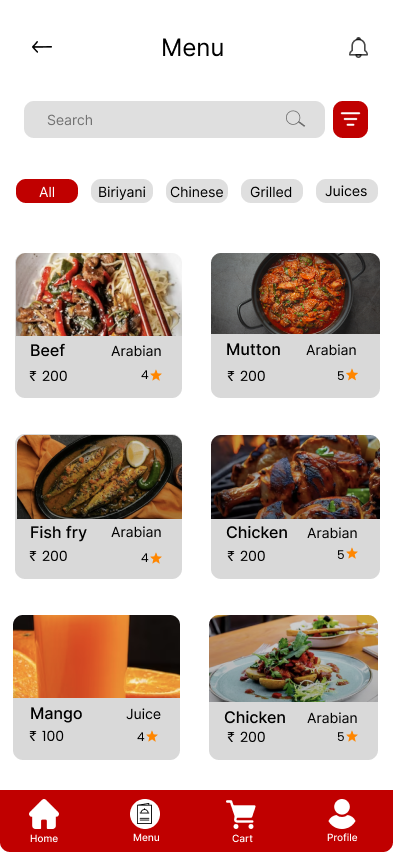 Menu
Search
All Biriyani Chinese Grilled Juices
Beef Arabian
₹ 200 4
Mutton Arabian
₹ 200 5
Fish fry Arabian
₹ 200 4
Chicken Arabian
₹ 200 5
Mango Juice
₹ 100 4
Chicken Arabian
₹ 200 5
Home Menu Cart Profile